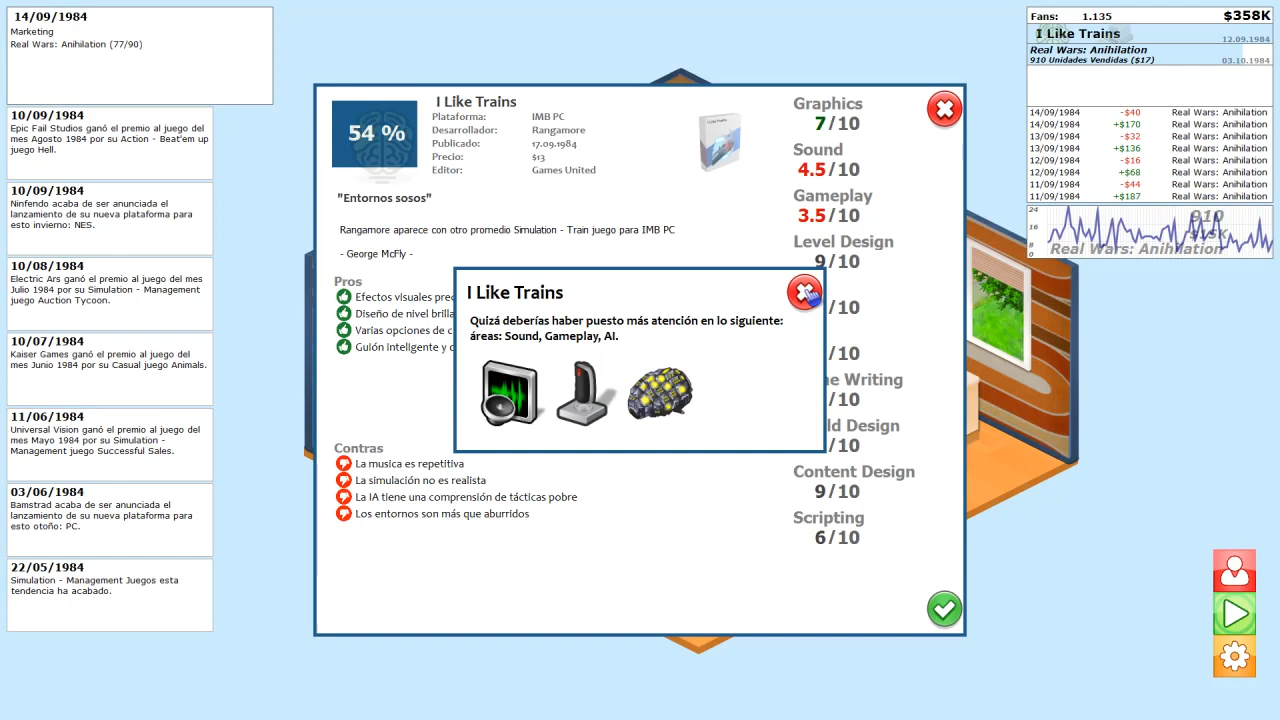 14/09/1984
Marketing
Real Wars: Anihilation (77/90)
10/09/1984
Epic Fail Studios ganó el premio al juego del
mes Agosto 1984 por su Action - Beat'em up
juego Hell.
10/09/1984
Ninfendo acaba de ser anunciada el
lanzamiento de su nueva plataforma para
esto invierno: NES.
10/08/1984
Electric Ars ganó el premio al juego del mes
Julio 1984 por su Simulation - Management
juego Auction Tycoon.
10/07/1984
Kaiser Games ganó el premio al juego del
mes Junio 1984 por su Casual juego Animals.
11/06/1984
Universal Vision ganó el premio al juego del
mes Mayo 1984 por su Simulation -
Management juego Successful Sales.
03/06/1984
Bamstrad acaba de ser anunciada el
lanzamiento de su nueva plataforma para
esto otoño: PC.
22/05/1984
Simulation - Management Juegos esta
tendencia ha acabado.
54 %
I Like Trains
Plataforma: IMB PC
Desarrollador: Rangamore
Publicado: 17.09.1984
Precio: $13
Editor: Games United
"Entornos sosos"
Rangamore aparece con otro promedio Simulation - Train juego para IMB PC
- George McFly -
Pros
Efectos visuales
Diseño de nivel
Varias opciones de
Guión inteligente y
Contras
La musica es repetitiva
La simulación no es realista
La IA tiene una comprensión de tácticas pobre
Los entornos son más que aburridos
I Like Trains
Quizá deberías haber puesto más atención en lo siguiente:
áreas: Sound, Gameplay, AI.
Graphics
7/10
Sound
4.5/10
Gameplay
3.5/10
Level Design
9/10
/10
/10
Writing
/10
Design
/10
Content Design
9/10
Scripting
6/10
Fans: 1.135 $358K
I Like Trains
12.09.1984
Real Wars: Anihilation
910 Unidades Vendidas ($17) 03.10.1984
14/09/1984 -$40 Real Wars: Anihilation
14/09/1984 +$170 Real Wars: Anihilation
13/09/1984 -$32 Real Wars: Anihilation
13/09/1984 +$136 Real Wars: Anihilation
12/09/1984 -$16 Real Wars: Anihilation
12/09/1984 +$68 Real Wars: Anihilation
11/09/1984 -$44 Real Wars: Anihilation
11/09/1984 +$187 Real Wars: Anihilation
24
16
8
0
910
Real Wars: Anihilation